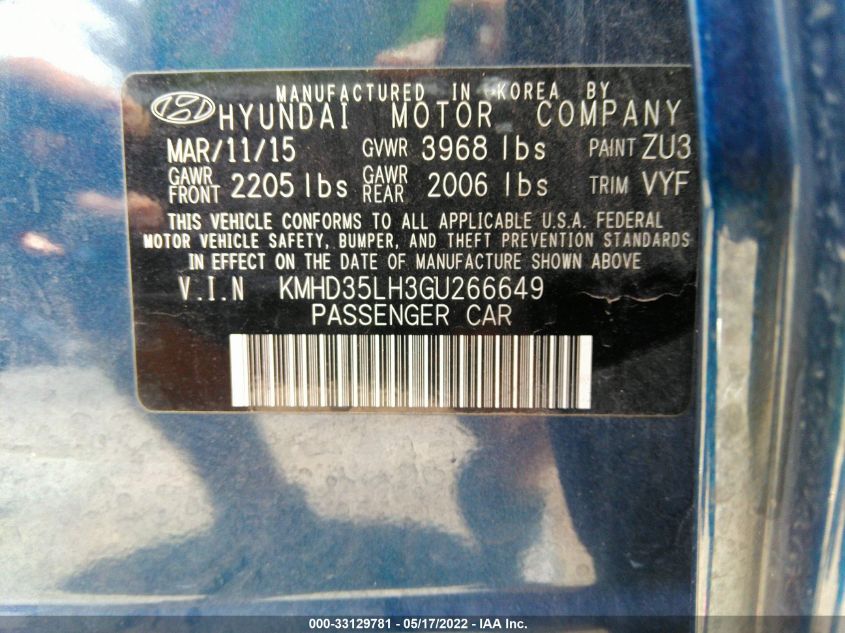 MANUFACTURED IN KOREA BY
HYUNDAI MOTOR COMPANY
MAR/11/15 GVWR 3968 lbs PAINT ZU3
GAWR FRONT 2205 lbs GAWR REAR 2006 lbs TRIM VYF
THIS VEHICLE CONFORMS TO ALL APPLICABLE U.S.A. FEDERAL
MOTOR VEHICLE SAFETY, BUMPER, AND THEFT PREVENTION STANDARDS
IN EFFECT ON THE DATE OF MANUFACTURE SHOWN ABOVE
V.I.N KMHD35LH3GU266649
PASSENGER CAR
000-33129781 - 05/17/2022 - IAA Inc.